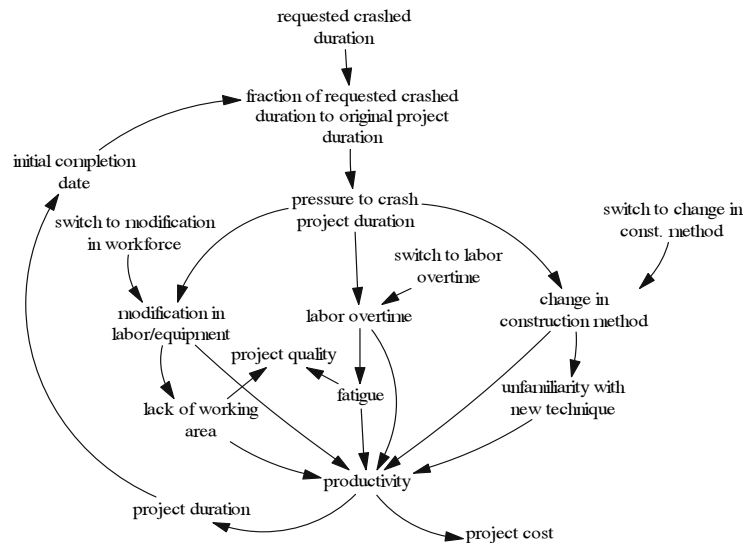 requested crashed
duration
fraction of requested crashed
duration to original project
duration
initial completion
date
pressure to crash
project duration
switch to modification
in workforce
switch to change in
const. method
switch to labor
overtime
modification in
labor/equipment
labor overtime
change in
construction method
project quality
fatigue
unfamiliarity with
new technique
lack of working
area
productivity
project duration
project cost